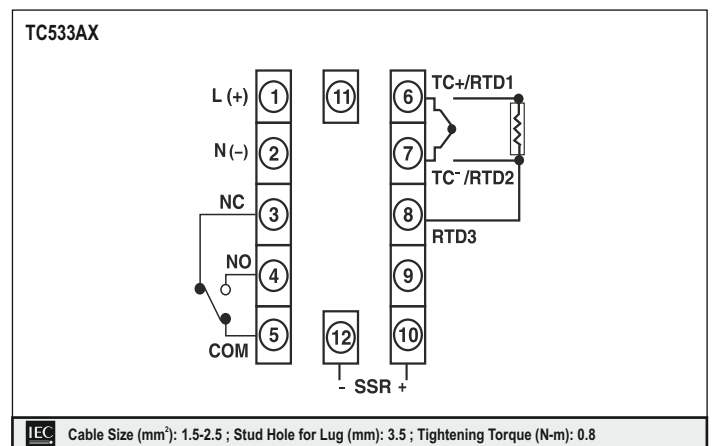 TC533AX
L (+) 1 11 6 TC+/RTD1
N (–) 2 7 TC⁻ /RTD2
NC 3 8 RTD3
NO 4 9
COM 5 12 10
- SSR +
IEC Cable Size (mm²): 1.5-2.5 ; Stud Hole for Lug (mm): 3.5 ; Tightening Torque (N-m): 0.8